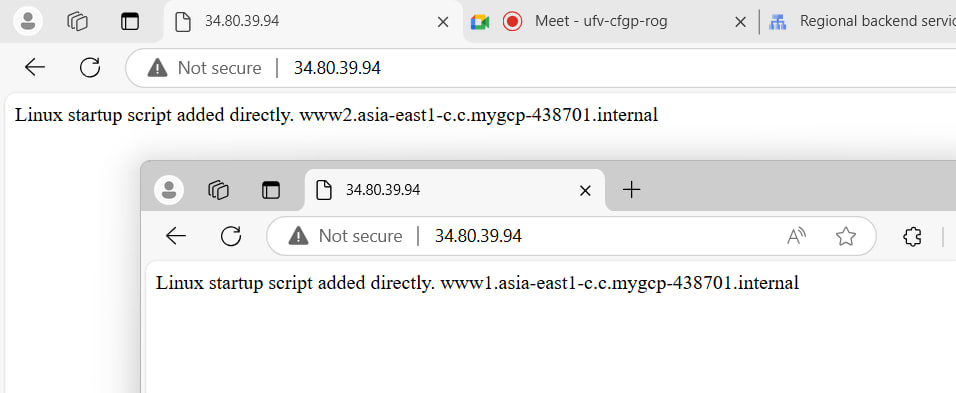 34.80.39.94
Meet - ufv-cfgp-rog
Regional backend servic
Not secure
34.80.39.94
Linux startup script added directly. www2.asia-east1-c.c.mygcp-438701.internal
34.80.39.94
Not secure
34.80.39.94
Linux startup script added directly. www1.asia-east1-c.c.mygcp-438701.internal